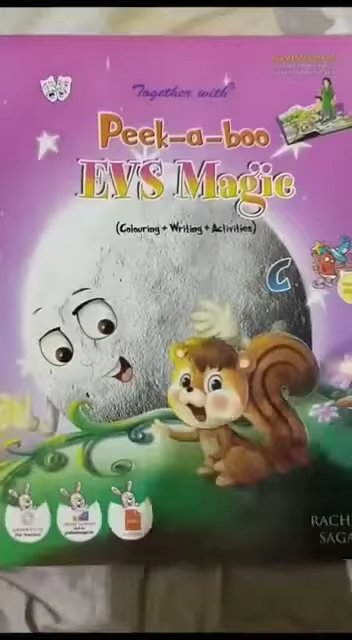 Together with
Peek-a-boo
EVS Magic
(Colouring + Writing + Activities)
C
RACH
SAGA